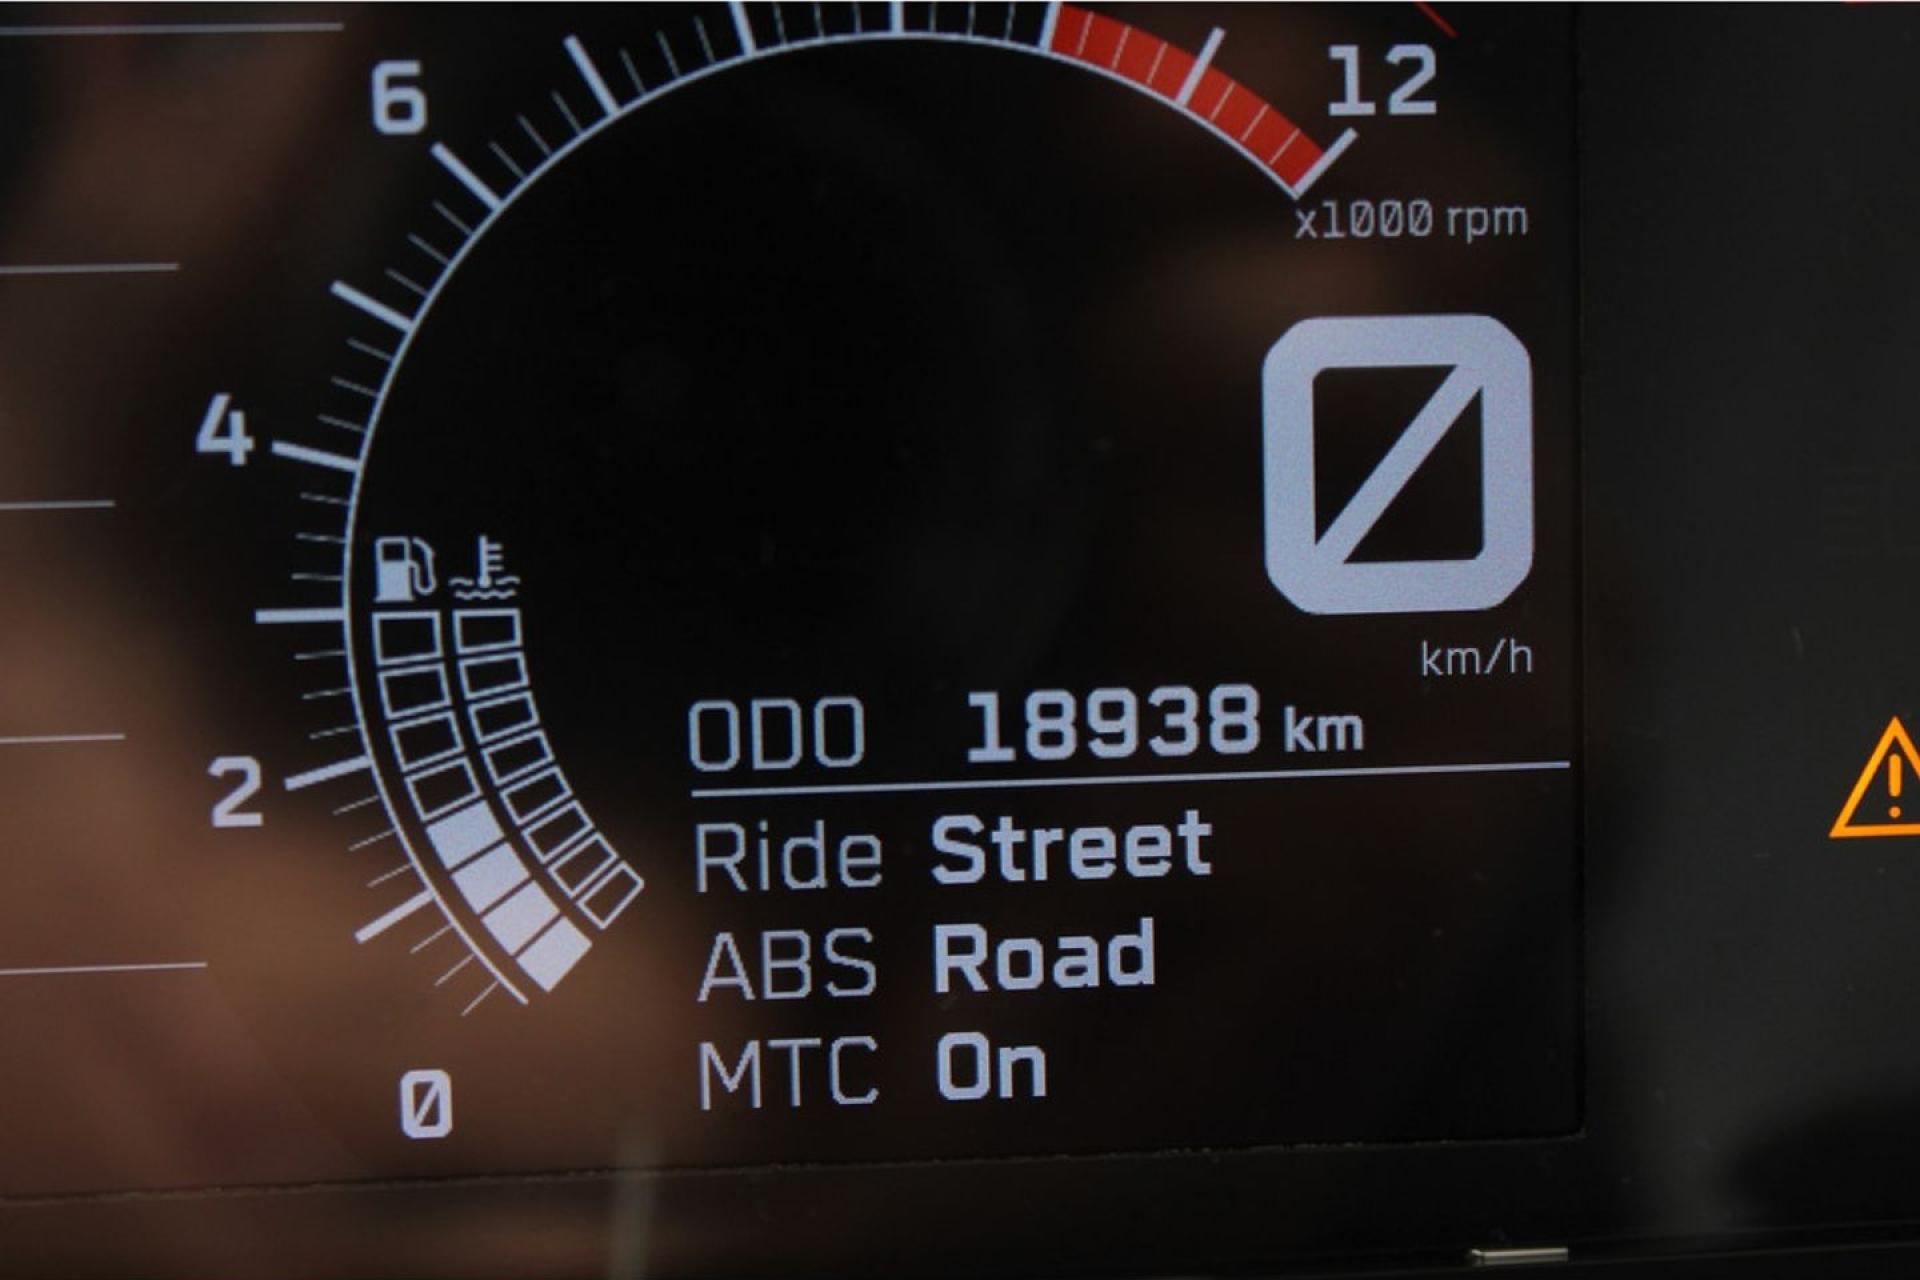 6
12
x1000 rpm
4
0
km/h
ODO 18938 km
2
Ride Street
ABS Road
MTC On
0